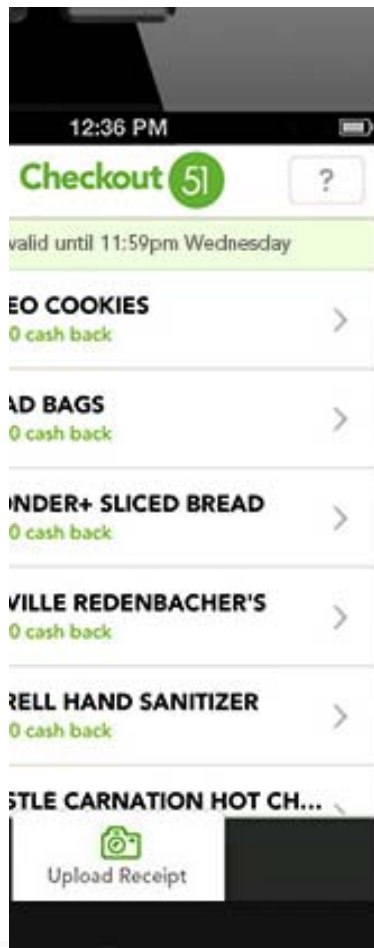 12:36 PM
Checkout 51
?
valid until 11:59pm Wednesday
EO COOKIES
0 cash back
AD BAGS
0 cash back
ONDER+ SLICED BREAD
0 cash back
VILLE REDENBACHER'S
0 cash back
RELL HAND SANITIZER
0 cash back
STLE CARNATION HOT CH...
Upload Receipt